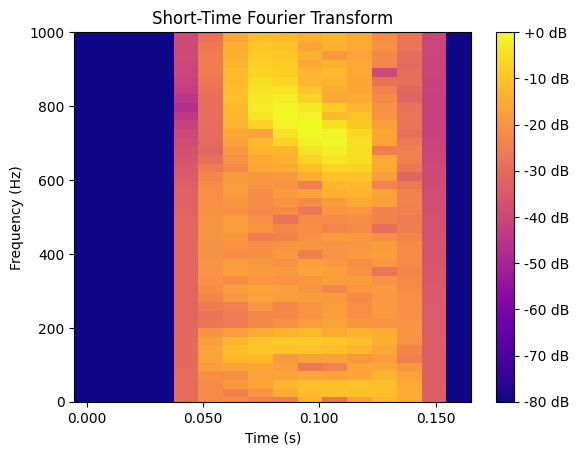 Short-Time Fourier Transform
1000
800
600
400
200
0
Frequency (Hz)
0.000
0.050
0.100
0.150
Time (s)
+0 dB
-10 dB
-20 dB
-30 dB
-40 dB
-50 dB
-60 dB
-70 dB
-80 dB